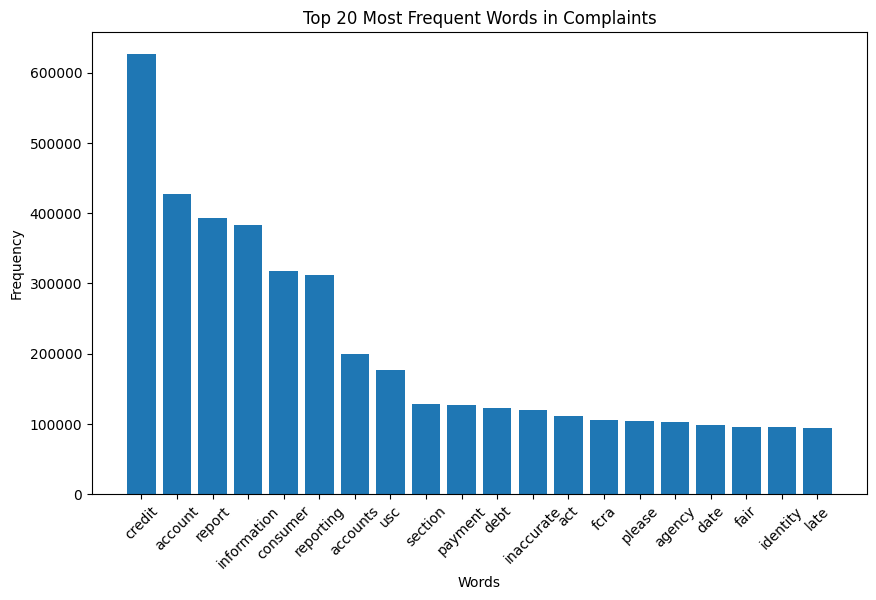 Top 20 Most Frequent Words in Complaints
600000
500000
400000
300000
200000
100000
0
Frequency
credit
account
report
information
consumer
reporting
accounts
usc
section
payment
debt
inaccurate
act
fcra
please
agency
date
fair
identity
late
Words